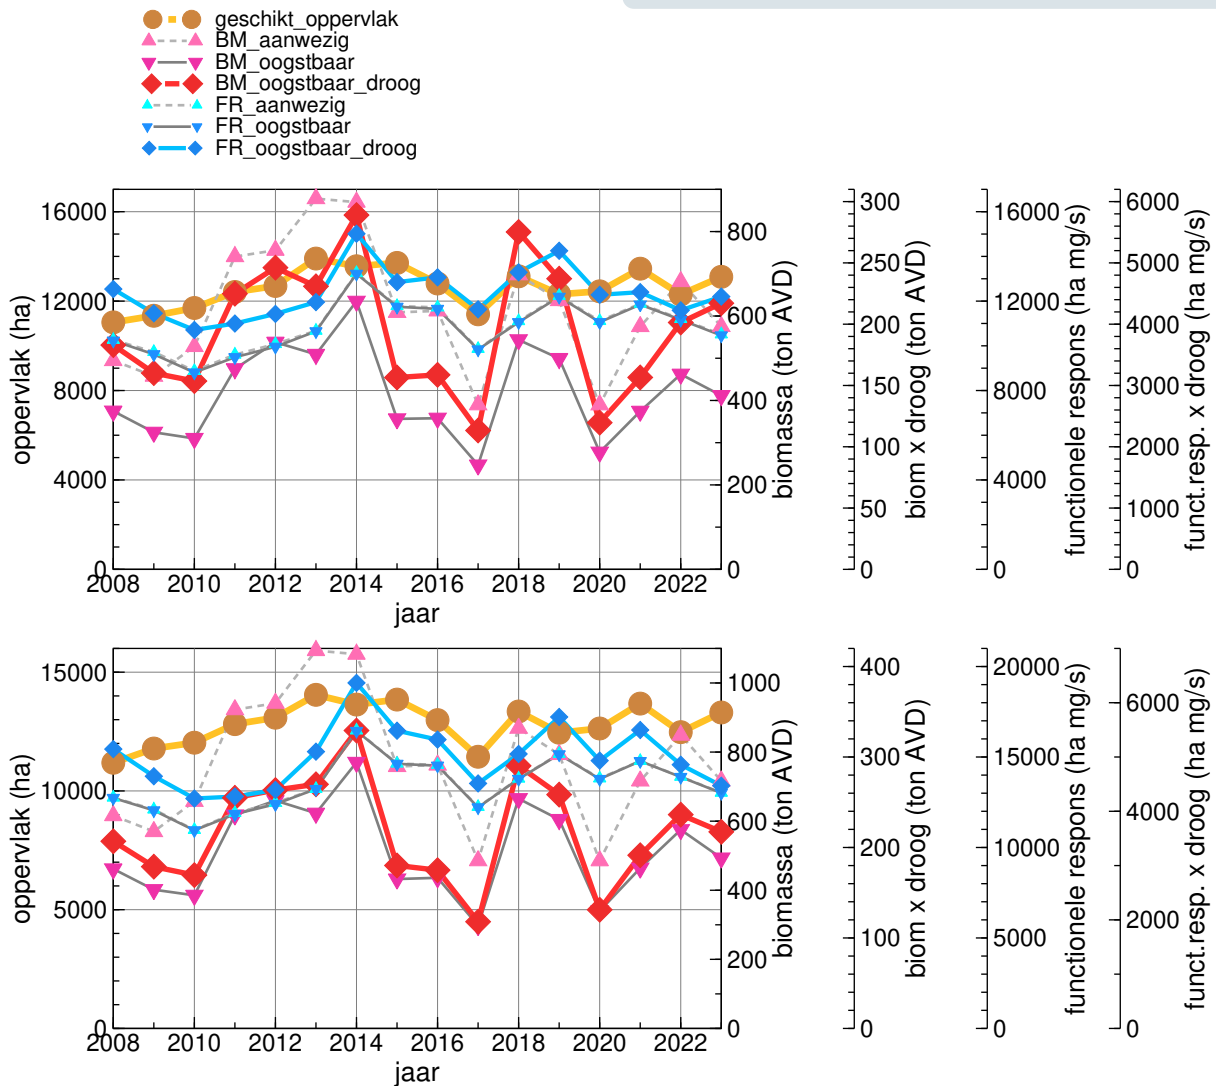 geschikt_oppervlak
BM_aanwezig
BM_oogstbaar
BM_oogstbaar_droog
FR_aanwezig
FR_oogstbaar
FR_oogstbaar_droog
16000
12000
8000
4000
0
oppervlak (ha)
2008 2010 2012 2014 2016 2018 2020 2022
jaar
800
600
400
200
0
biomassa (ton AVD)
300
250
200
150
100
50
0
biom x droog (ton AVD)
16000
12000
8000
4000
0
functionele respons (ha mg/s)
6000
5000
4000
3000
2000
1000
0
funct.resp. x droog (ha mg/s)
15000
10000
5000
0
oppervlak (ha)
2008 2010 2012 2014 2016 2018 2020 2022
jaar
1000
800
600
400
200
0
biomassa (ton AVD)
400
300
200
100
0
biom x droog (ton AVD)
20000
15000
10000
5000
0
functionele respons (ha mg/s)
6000
4000
2000
0
funct.resp. x droog (ha mg/s)